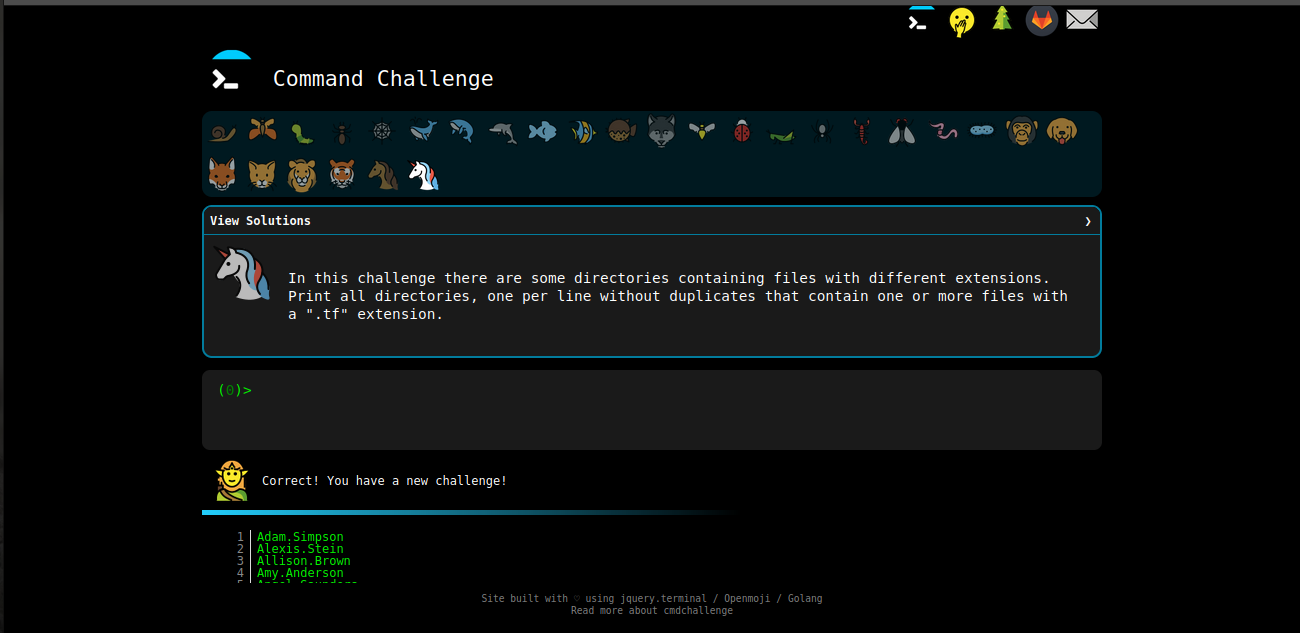 Command Challenge
View Solutions ❯
In this challenge there are some directories containing files with different extensions.
Print all directories, one per line without duplicates that contain one or more files with
a ".tf" extension.
(0)>
Correct! You have a new challenge!
1 Adam.Simpson
2 Alexis.Stein
3 Allison.Brown
4 Amy.Anderson
Site built with ♡ using jquery.terminal / Openmoji / Golang
Read more about cmdchallenge